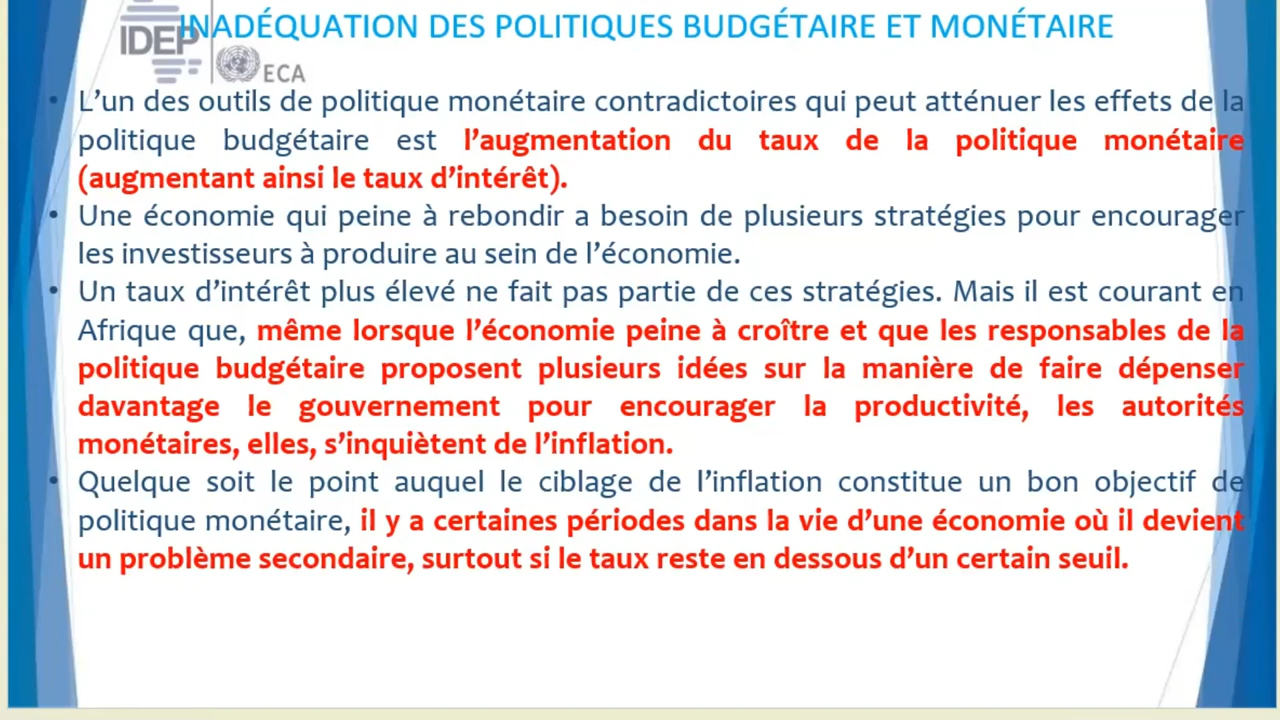 INADÉQUATION DES POLITIQUES BUDGÉTAIRE ET MONÉTAIRE
IDEP
ECA
• L’un des outils de politique monétaire contradictoires qui peut atténuer les effets de la
politique budgétaire est l’augmentation du taux de la politique monétaire
(augmentant ainsi le taux d’intérêt).
• Une économie qui peine à rebondir a besoin de plusieurs stratégies pour encourager
les investisseurs à produire au sein de l’économie.
• Un taux d’intérêt plus élevé ne fait pas partie de ces stratégies. Mais il est courant en
Afrique que, même lorsque l’économie peine à croître et que les responsables de la
politique budgétaire proposent plusieurs idées sur la manière de faire dépenser
davantage le gouvernement pour encourager la productivité, les autorités
monétaires, elles, s’inquiètent de l’inflation.
• Quelque soit le point auquel le ciblage de l’inflation constitue un bon objectif de
politique monétaire, il y a certaines périodes dans la vie d’une économie où il devient
un problème secondaire, surtout si le taux reste en dessous d’un certain seuil.